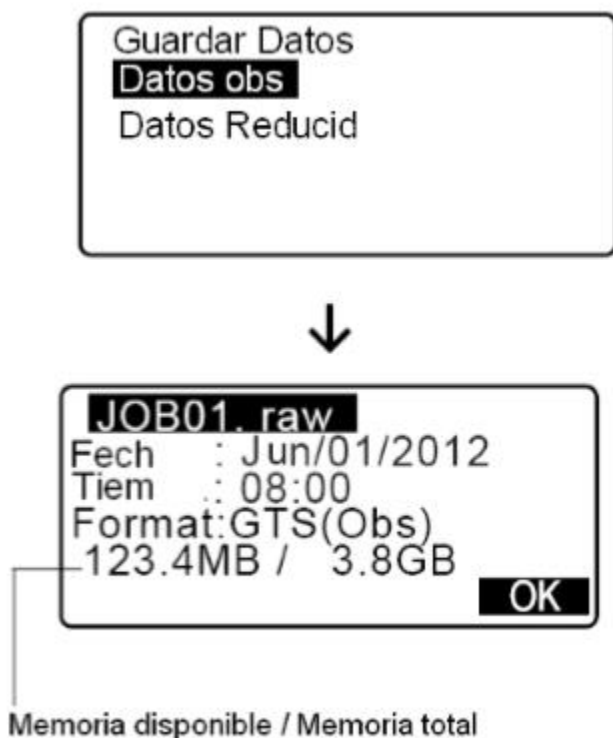 Guardar Datos
Datos obs
Datos Reducid
JOB01. raw
Fech : Jun/01/2012
Tiem .: 08:00
Format:GTS(Obs)
123.4MB / 3.8GB
OK
Memoria disponible / Memoria total